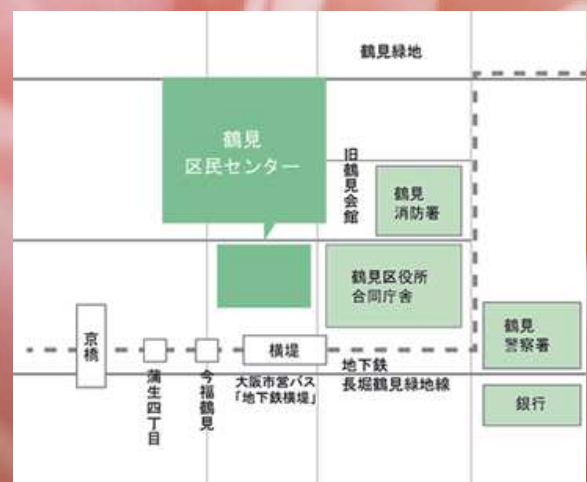 鶴見緑地
鶴見
区民センター
旧鶴見会館
鶴見
消防署
鶴見区役所
合同庁舎
京橋
蒲生四丁目
今福鶴見
横堤
大阪市営バス
「地下鉄横堤」
地下鉄
長堀鶴見緑地線
鶴見
警察署
銀行